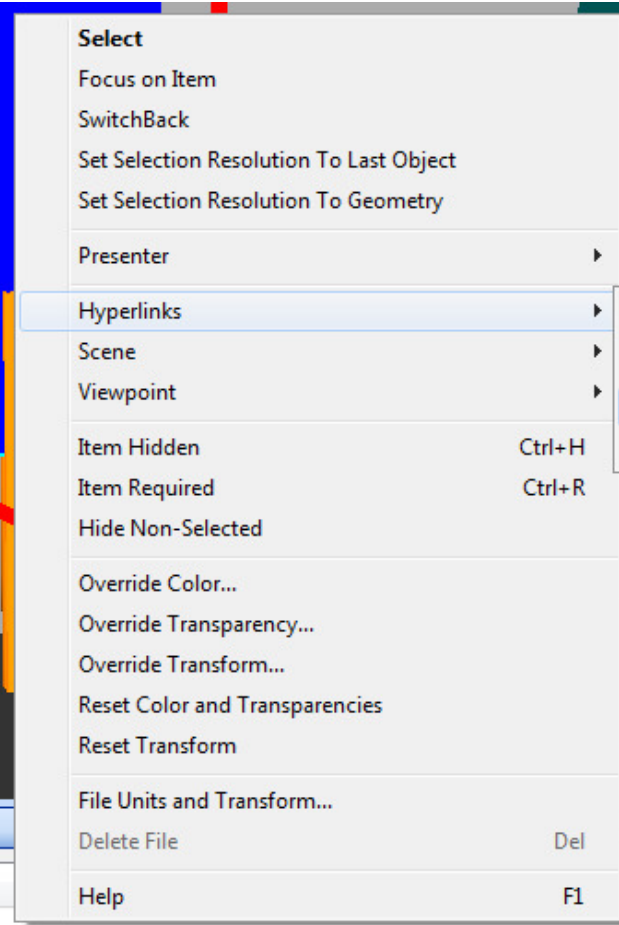 Select
Focus on Item
SwitchBack
Set Selection Resolution To Last Object
Set Selection Resolution To Geometry
Presenter
Hyperlinks
Scene
Viewpoint
Item Hidden Ctrl+H
Item Required Ctrl+R
Hide Non-Selected
Override Color...
Override Transparency...
Override Transform...
Reset Color and Transparencies
Reset Transform
File Units and Transform...
Delete File Del
Help F1